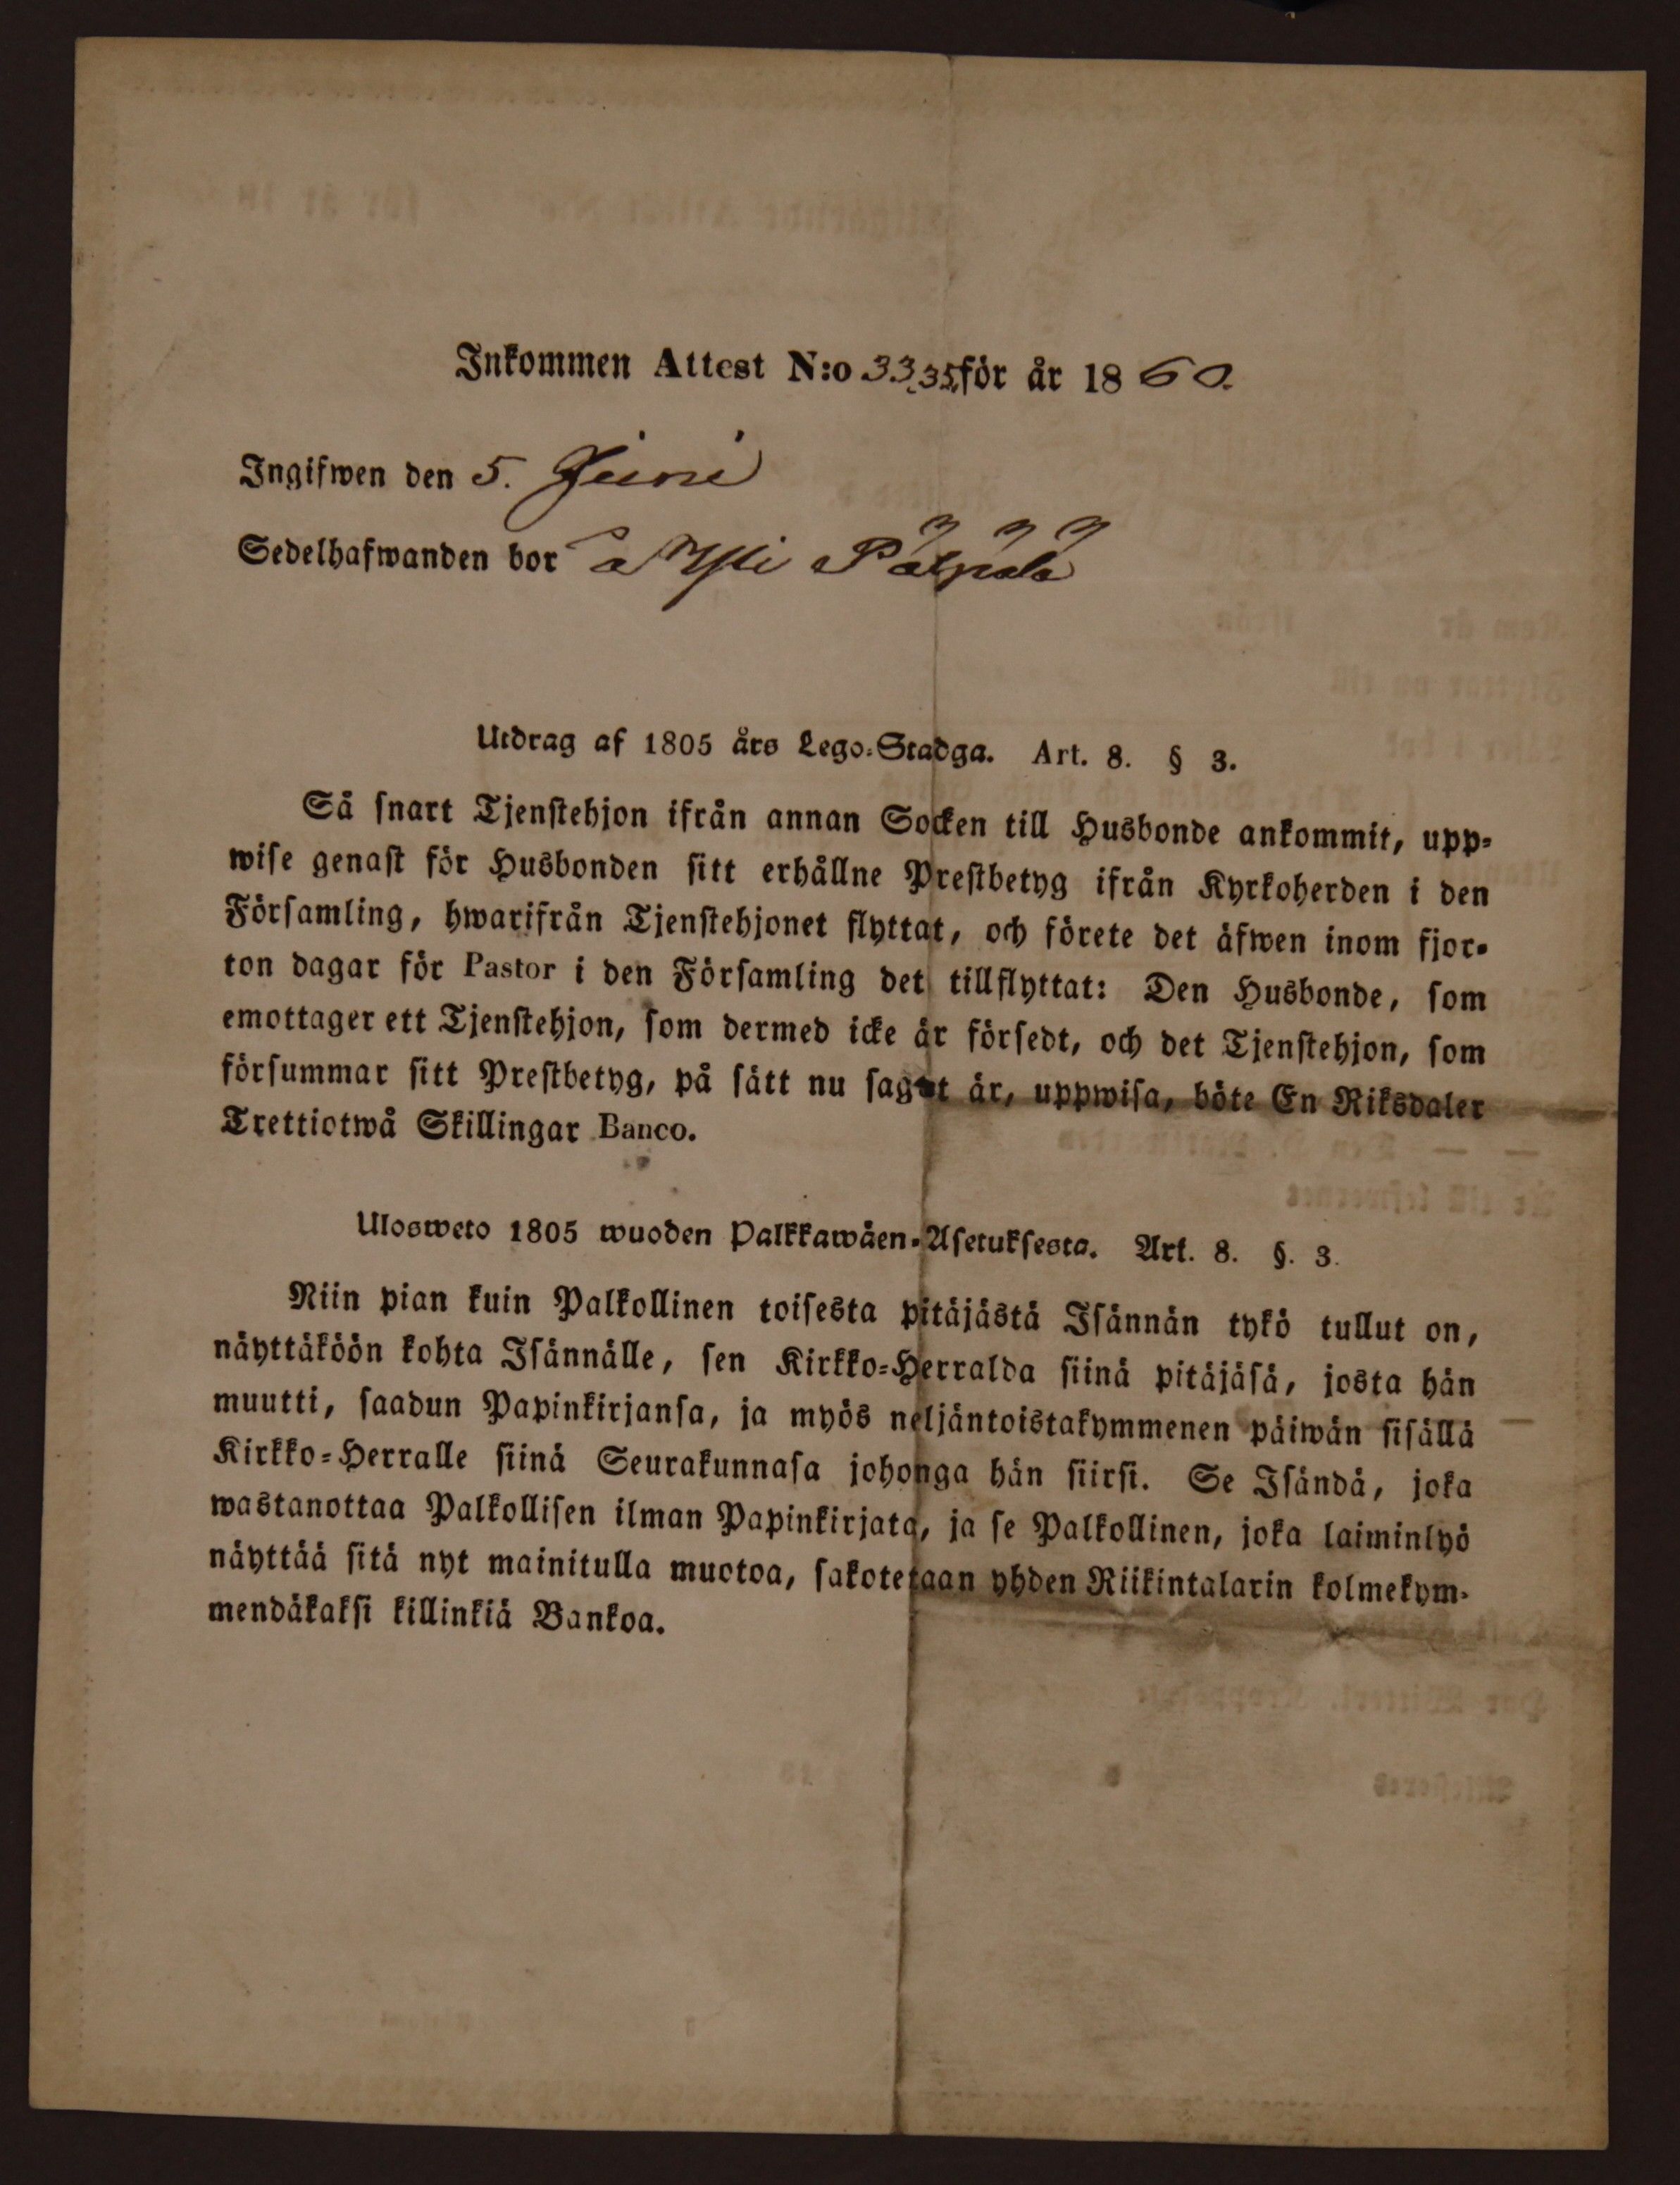 Inkommen Attest N:o 33,35, för år 1860.
Ingifwen den 5. Juni
Sedelhafwanden bor å
Utdrag af 1805 års Lego-Stadga. Art. 8. § 3.
Så snart Tjenstehjon ifrån annan Socken till Husbonde ankommit, upp-
wise genast för Husbonden sitt erhållne Prestbetyg ifrån Kyrkoherden i den
Församling, hwarifrån Tjenstehjonet flyttat, och förete det äfwen inom fjor-
ton dagar för Pastor i den Församling det tillflyttat: Den Husbonde, som
emottager ett Tjenstehjon, som dermed icke är försedt, och det Tjenstehjon, som
försummar sitt Prestbetyg, på sätt nu sagdt är, uppwisa, böte En Riksdaler
Trettiotwå Skillingar Banco.
Ulosweto 1805 wuoden Palkkawäen-Asetuksesta. Art. 8. §. 3.
Niin pian kuin Palkollinen toisesta pitäjästä Isännän tykö tullut on,
näyttäköön kohta Isännälle, sen Kirkko-Herralda siinä pitäjäsä, josta hän
muutti, saadun Papinkirjansa, ja myös neljäntoistakymmenen päiwän sisällä
Kirkko-Herralle siinä Seurakunnasa johonga hän siirsi. Se Isändä, joka
wastanottaa Palkollisen ilman Papinkirjata, ja se Palkollinen, joka laiminlyö
näyttää sitä nyt mainitulla muotoa, sakotetaan yhden Riikintalarin kolmekym-
mendäkaksi killinkiä Bankoa.